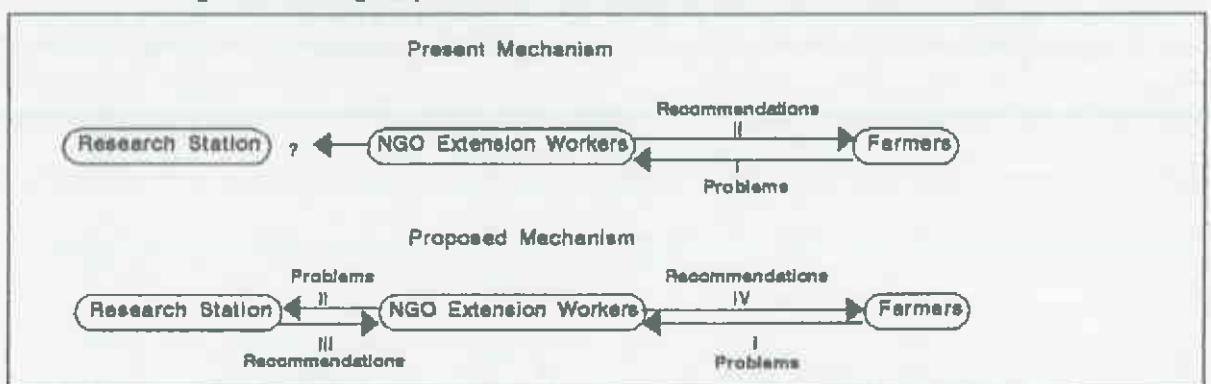 Present Mechanism
Recommendations
II
Research Station ? NGO Extension Workers Farmers
I
Problems
Proposed Mechanism
Problems Recommendations
II IV
Research Station NGO Extension Workers Farmers
III I
Recommendations Problems